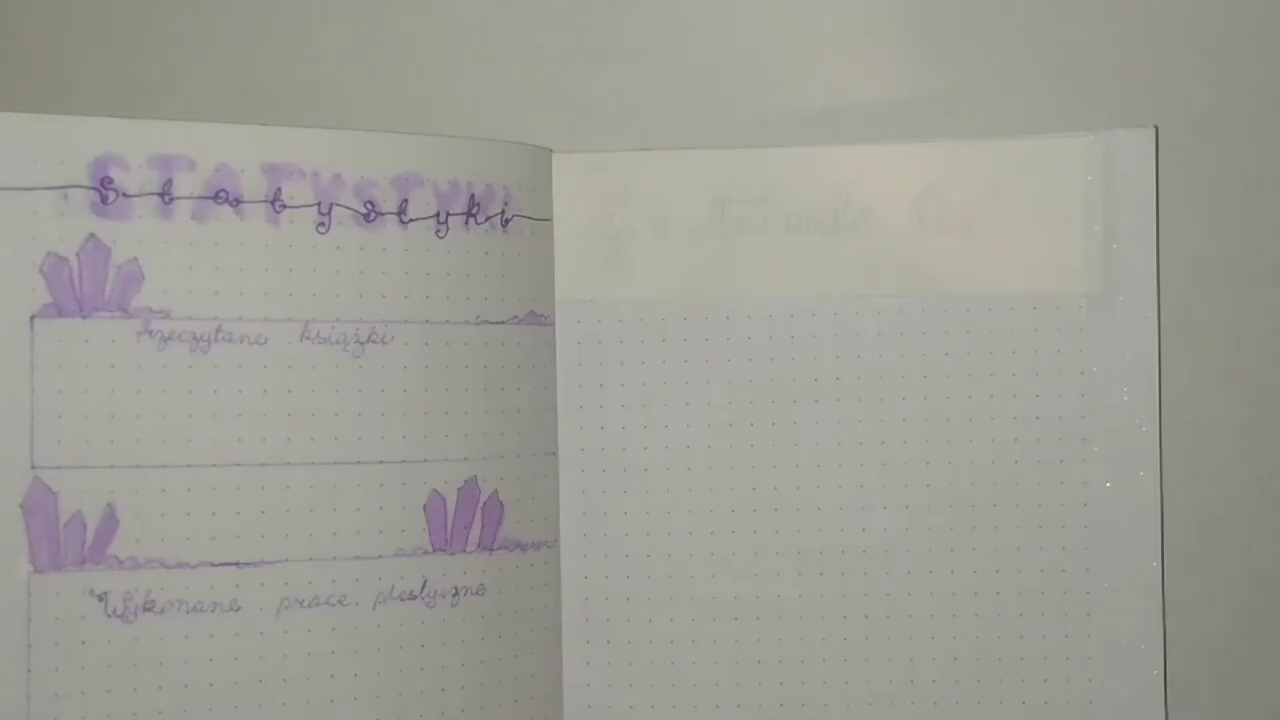 STATYSTYKI
Statystyki
Przeczytane książki
Wykonane prace plastyczne